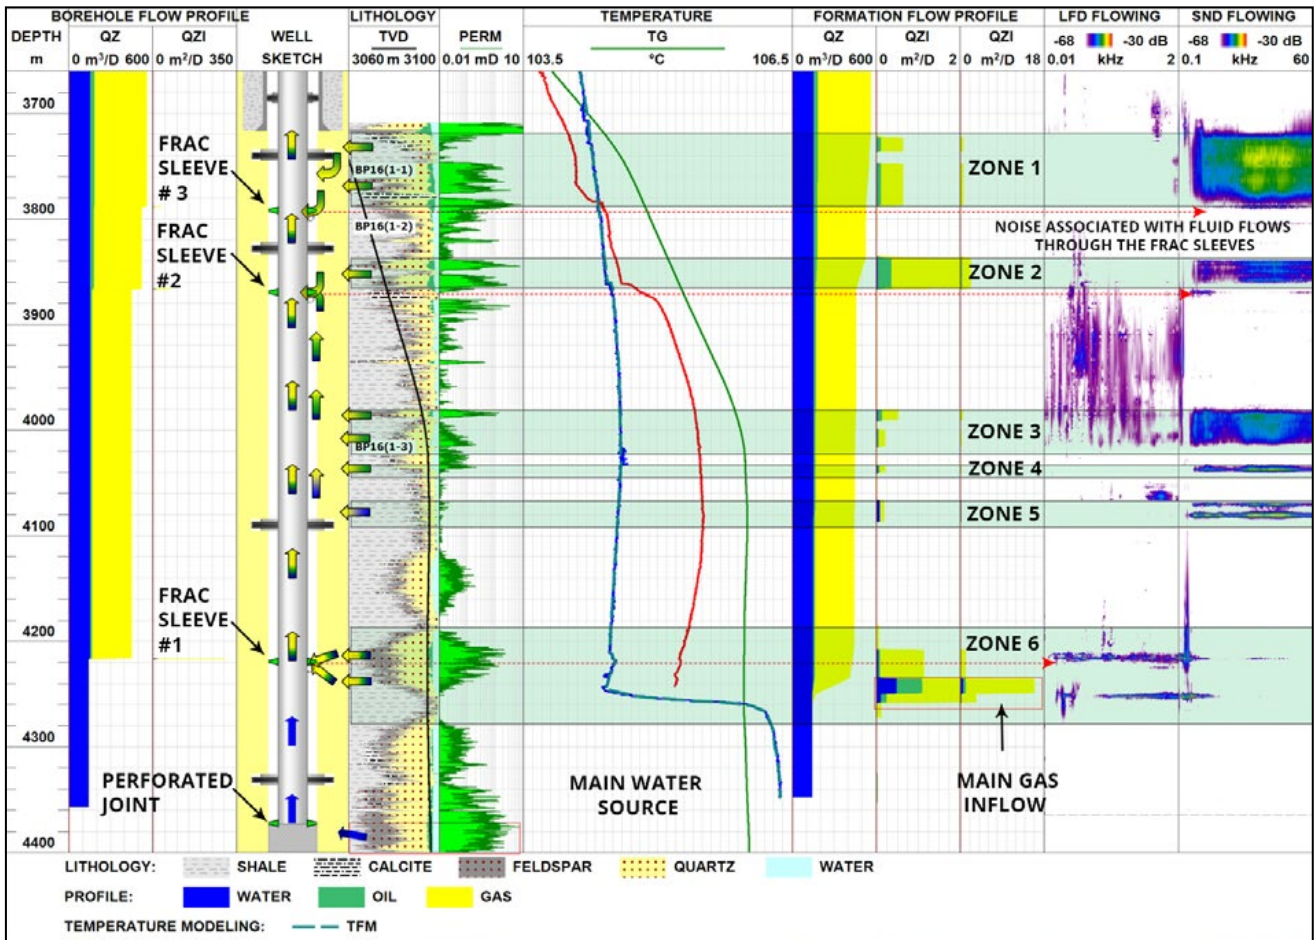 BOREHOLE FLOW PROFILE LITHOLOGY TEMPERATURE FORMATION FLOW PROFILE LFD FLOWING SND FLOWING
DEPTH QZ QZI WELL TVD PERM TG QZ QZI QZI -68 -30 dB -68 -30 dB
m 0 m³/D 600 0 m²/D 350 SKETCH 3060 m 3100 0.01 mD 10 103.5 °C 106.5 0 m³/D 600 0 m²/D 2 0 m²/D 18 0.01 kHz 2 0.1 kHz 60
3700
FRAC
SLEEVE
# 3
BP16(1-1)
ZONE 1
3800
BP16(1-2)
NOISE ASSOCIATED WITH FLUID FLOWS
THROUGH THE FRAC SLEEVES
FRAC
SLEEVE
#2
ZONE 2
3900
4000
BP16(1-3)
ZONE 3
ZONE 4
ZONE 5
4100
FRAC
SLEEVE
#1
4200
ZONE 6
4300
PERFORATED
JOINT
MAIN WATER
SOURCE
MAIN GAS
INFLOW
4400
LITHOLOGY: SHALE CALCITE FELDSPAR QUARTZ WATER
PROFILE: WATER OIL GAS
TEMPERATURE MODELING: TFM